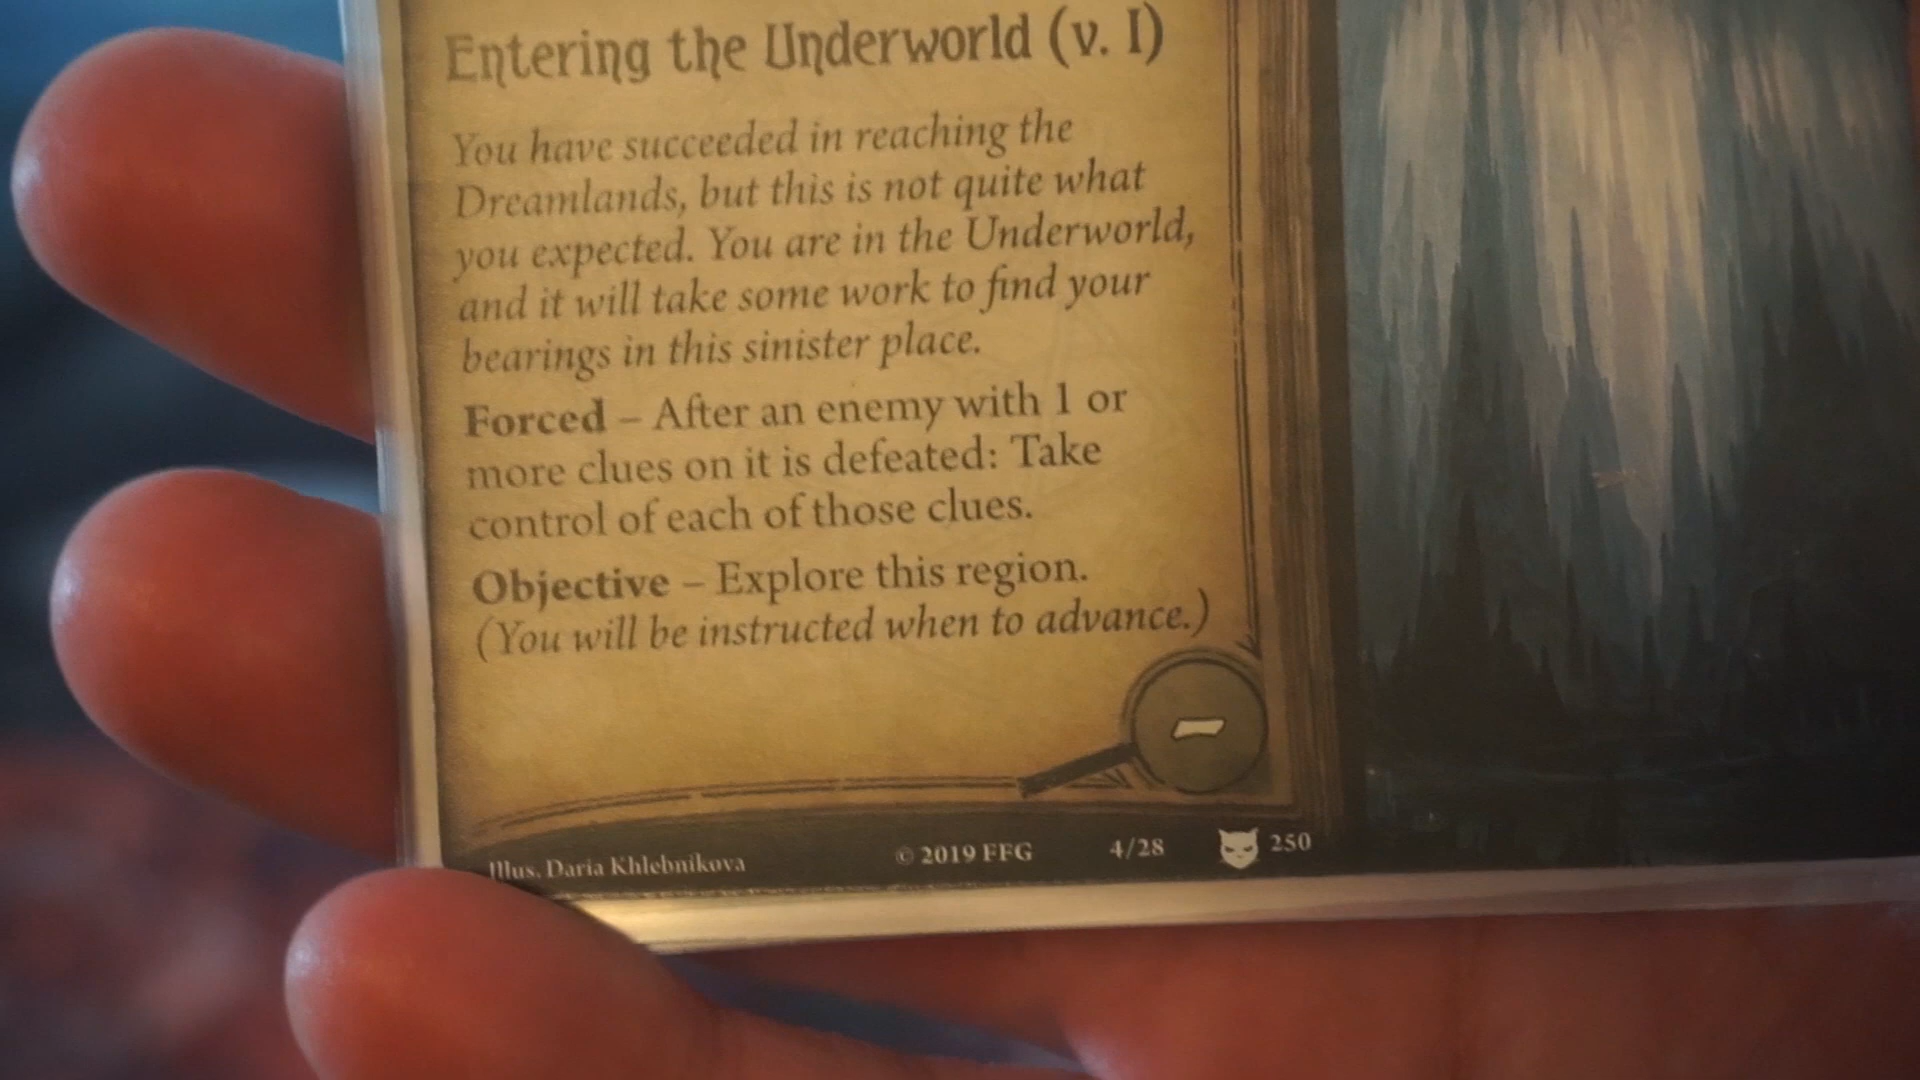 Entering the Underworld (v. I)
You have succeeded in reaching the
Dreamlands, but this is not quite what
you expected. You are in the Underworld,
and it will take some work to find your
bearings in this sinister place.
Forced – After an enemy with 1 or
more clues on it is defeated: Take
control of each of those clues.
Objective – Explore this region.
(You will be instructed when to advance.)
–
Illus. Daria Khlebnikova © 2019 FFG 4/28 250